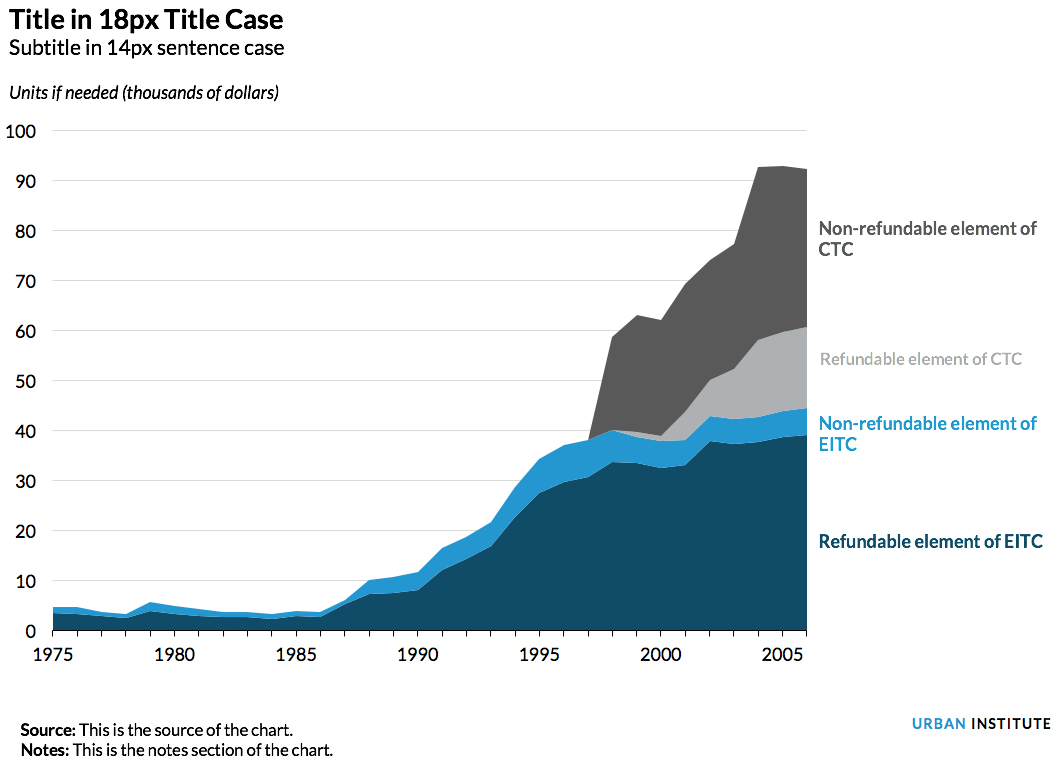 Title in 18px Title Case
Subtitle in 14px sentence case
Units if needed (thousands of dollars)
100
90
80
70
60
50
40
30
20
10
0
Non-refundable element of
CTC
Refundable element of CTC
Non-refundable element of
EITC
Refundable element of EITC
1975 1980 1985 1990 1995 2000 2005
Source: This is the source of the chart.
Notes: This is the notes section of the chart.
URBAN INSTITUTE